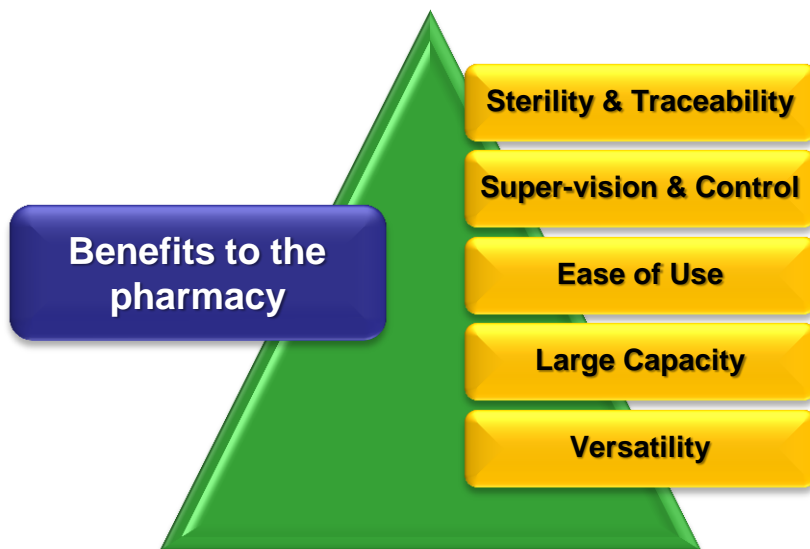 Benefits to the
pharmacy
Sterility & Traceability
Super-vision & Control
Ease of Use
Large Capacity
Versatility